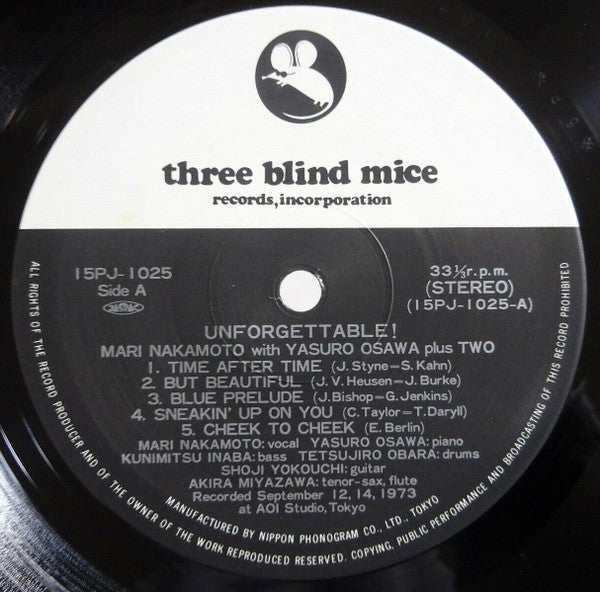 three blind mice
records, incorporation
15PJ-1025
Side A
JASRAC
33⅓r.p.m.
(STEREO)
(15PJ-1025-A)
UNFORGETTABLE!
MARI NAKAMOTO with YASURO OSAWA plus TWO
1. TIME AFTER TIME (J. Styne-S. Kahn)
2. BUT BEAUTIFUL (J. V. Heusen-J. Burke)
3. BLUE PRELUDE (J. Bishop-G. Jenkins)
4. SNEAKIN' UP ON YOU (C. Taylor-T. Daryll)
5. CHEEK TO CHEEK (E. Berlin)
MARI NAKAMOTO: vocal YASURO OSAWA: piano
KUNIMITSU INABA: bass TETSUJIRO OBARA: drums
SHOJI YOKOUCHI: guitar
AKIRA MIYAZAWA: tenor-sax, flute
Recorded September 12, 14, 1973
at AOI Studio, Tokyo
MANUFACTURED BY NIPPON PHONOGRAM CO., LTD., TOKYO
ALL RIGHTS OF THE RECORD PRODUCER AND OF THE OWNER OF THE WORK REPRODUCED RESERVED. COPYING, PUBLIC PERFORMANCE AND BROADCASTING OF THIS RECORD PROHIBITED